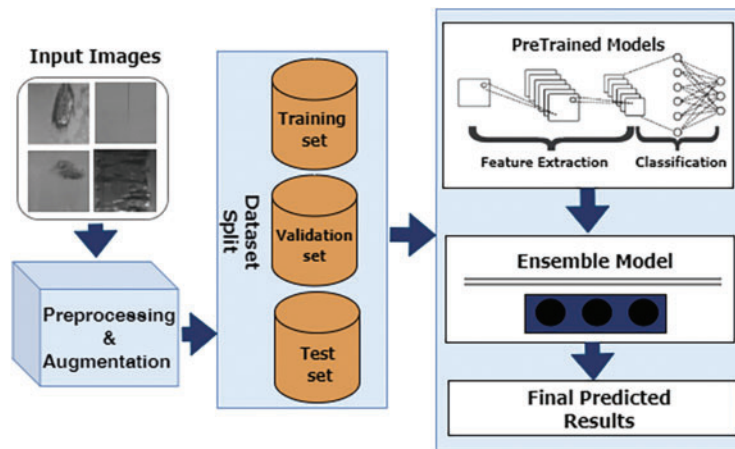 Input Images
Preprocessing
&
Augmentation
Dataset
Split
Training
set
Validation
set
Test
set
PreTrained Models
Feature Extraction
Classification
Ensemble Model
Final Predicted
Results